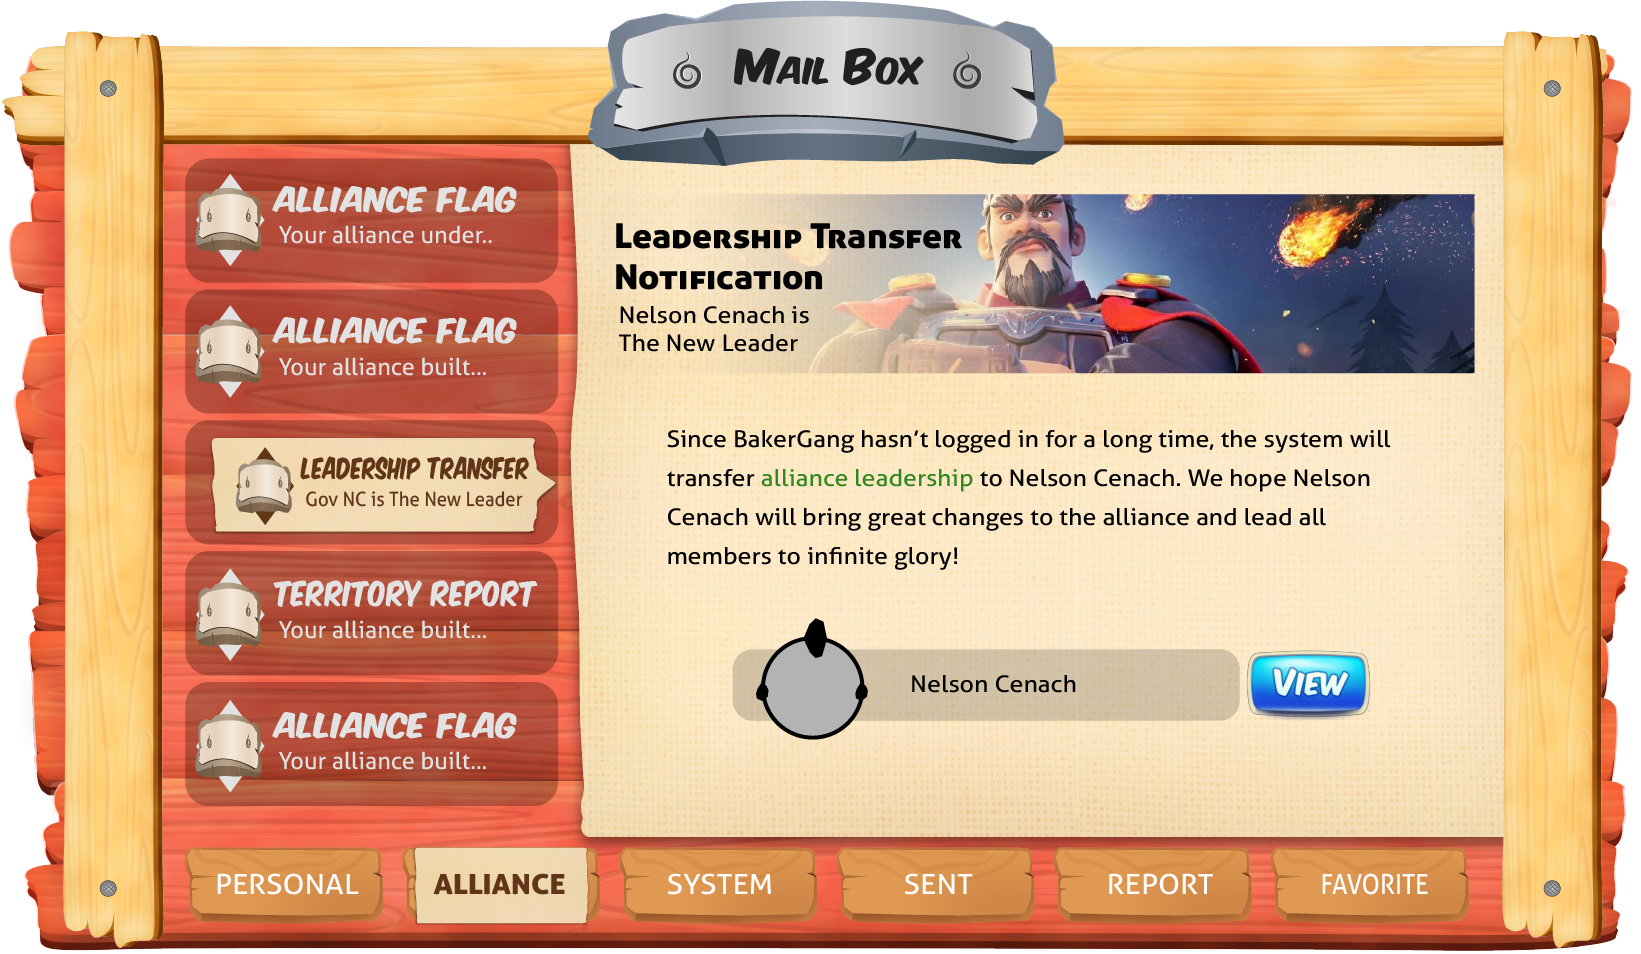 Mail Box
ALLIANCE FLAG
Your alliance under..
ALLIANCE FLAG
Your alliance built...
LEADERSHIP TRANSFER
Gov NC is The New Leader
TERRITORY REPORT
Your alliance built...
ALLIANCE FLAG
Your alliance built...
Leadership Transfer
Notification
Nelson Cenach is
The New Leader
Since BakerGang hasn’t logged in for a long time, the system will
transfer alliance leadership to Nelson Cenach. We hope Nelson
Cenach will bring great changes to the alliance and lead all
members to infinite glory!
Nelson Cenach
View
PERSONAL
ALLIANCE
SYSTEM
SENT
REPORT
FAVORITE